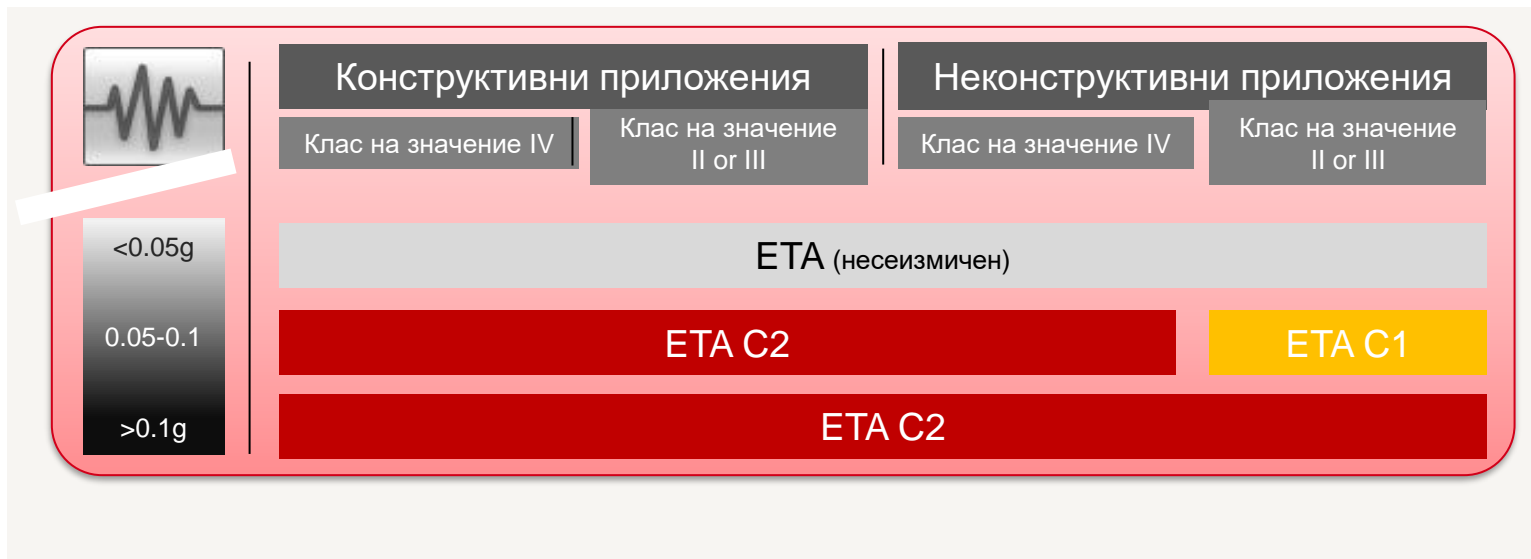 Конструктивни приложения
Неконструктивни приложения
Клас на значение IV
Клас на значение
II or III
Клас на значение IV
Клас на значение
II or III
<0.05g
ETA (несеизмичен)
0.05-0.1
ETA C2
ETA C1
>0.1g
ETA C2